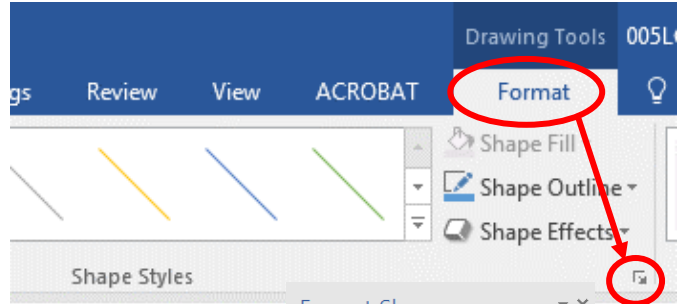 Drawing Tools 005L
gs Review View ACROBAT Format
Shape Fill
Shape Outline
Shape Effects
Shape Styles